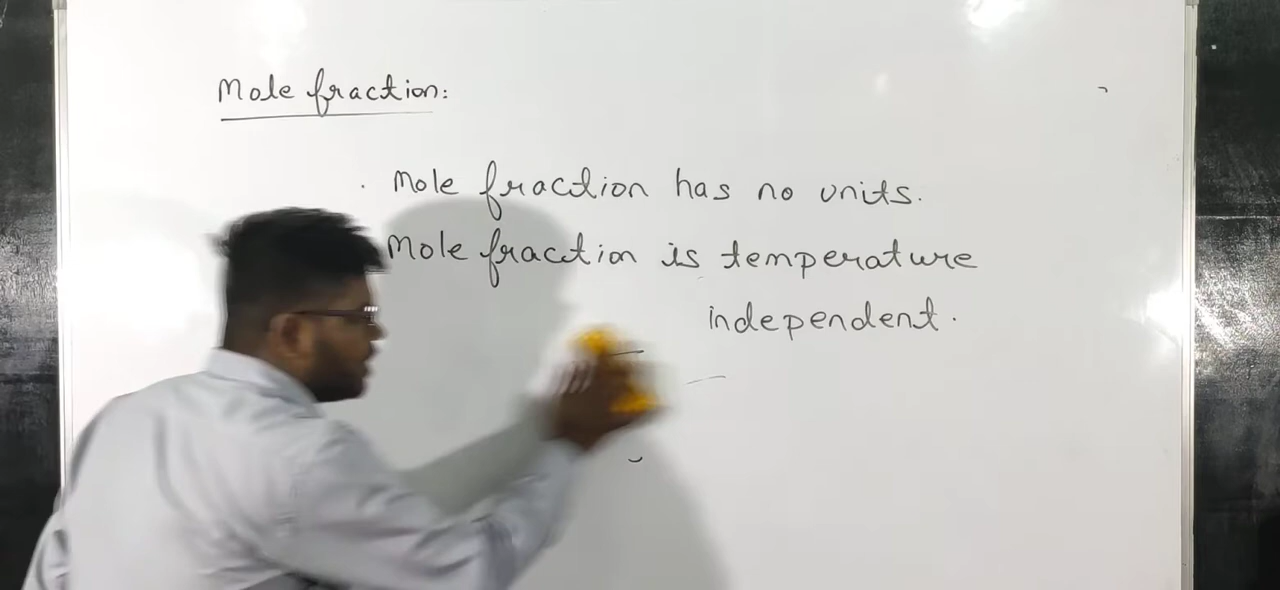 Mole fraction:
. Mole fraction has no units.
Mole fraction is temperature
independent.